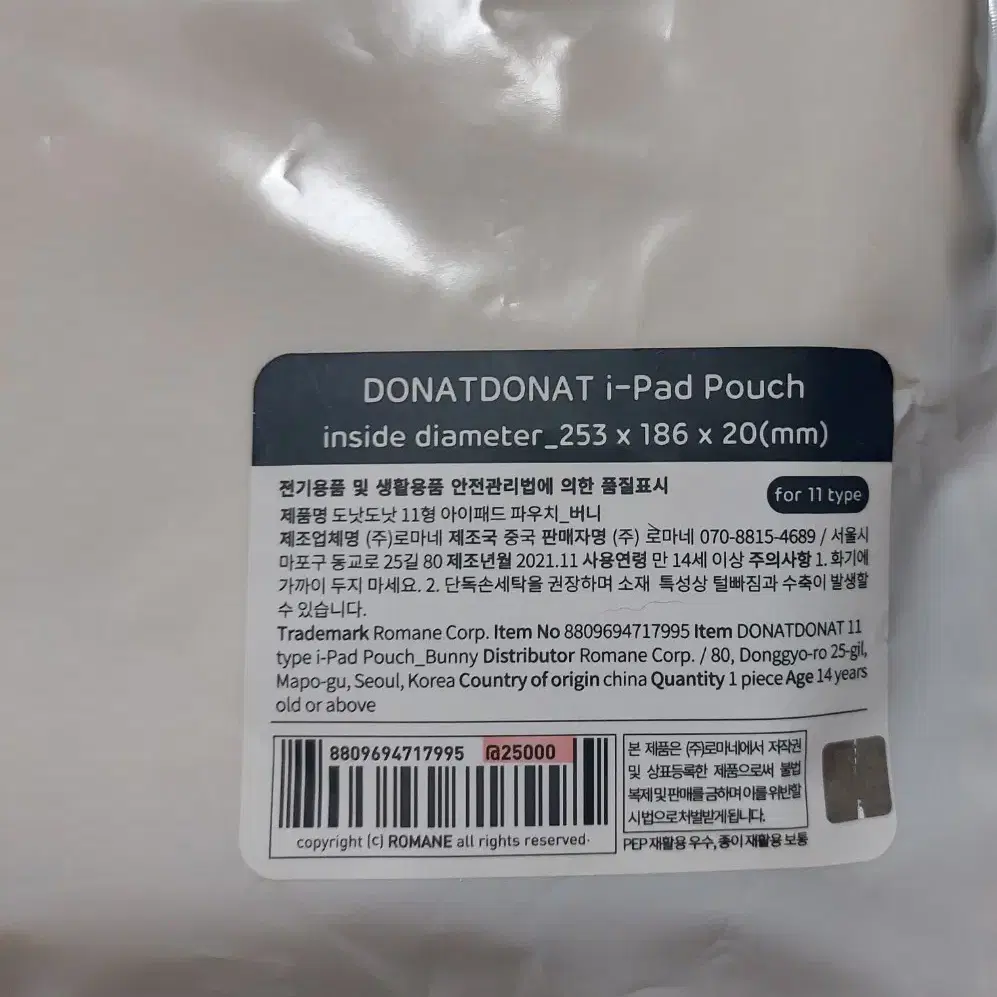 DONATDONAT i-Pad Pouch
inside diameter_253 x 186 x 20(mm)
전기용품 및 생활용품 안전관리법에 의한 품질표시
for 11 type
제품명 도낫도낫 11형 아이패드 파우치_버니
제조업체명 (주)로마네 제조국 중국 판매자명 (주) 로마네 070-8815-4689 / 서울시
마포구 동교로 25길 80 제조년월 2021.11 사용연령 만 14세 이상 주의사항 1. 화기에
가까이 두지 마세요. 2. 단독손세탁을 권장하며 소재 특성상 털빠짐과 수축이 발생할
수 있습니다.
Trademark Romane Corp. Item No 8809694717995 Item DONATDONAT 11
type i-Pad Pouch_Bunny Distributor Romane Corp. / 80, Donggyo-ro 25-gil,
Mapo-gu, Seoul, Korea Country of origin china Quantity 1 piece Age 14 years
old or above
8809694717995 @25000
copyright (c) ROMANE all rights reserved.
본 제품은 (주)로마네에서 저작권
및 상표등록한 제품으로써 불법
복제 및 판매를 금하며 이를 위반할
시 법으로 처벌받게 됩니다.
PEP 재활용 우수, 종이 재활용 보통